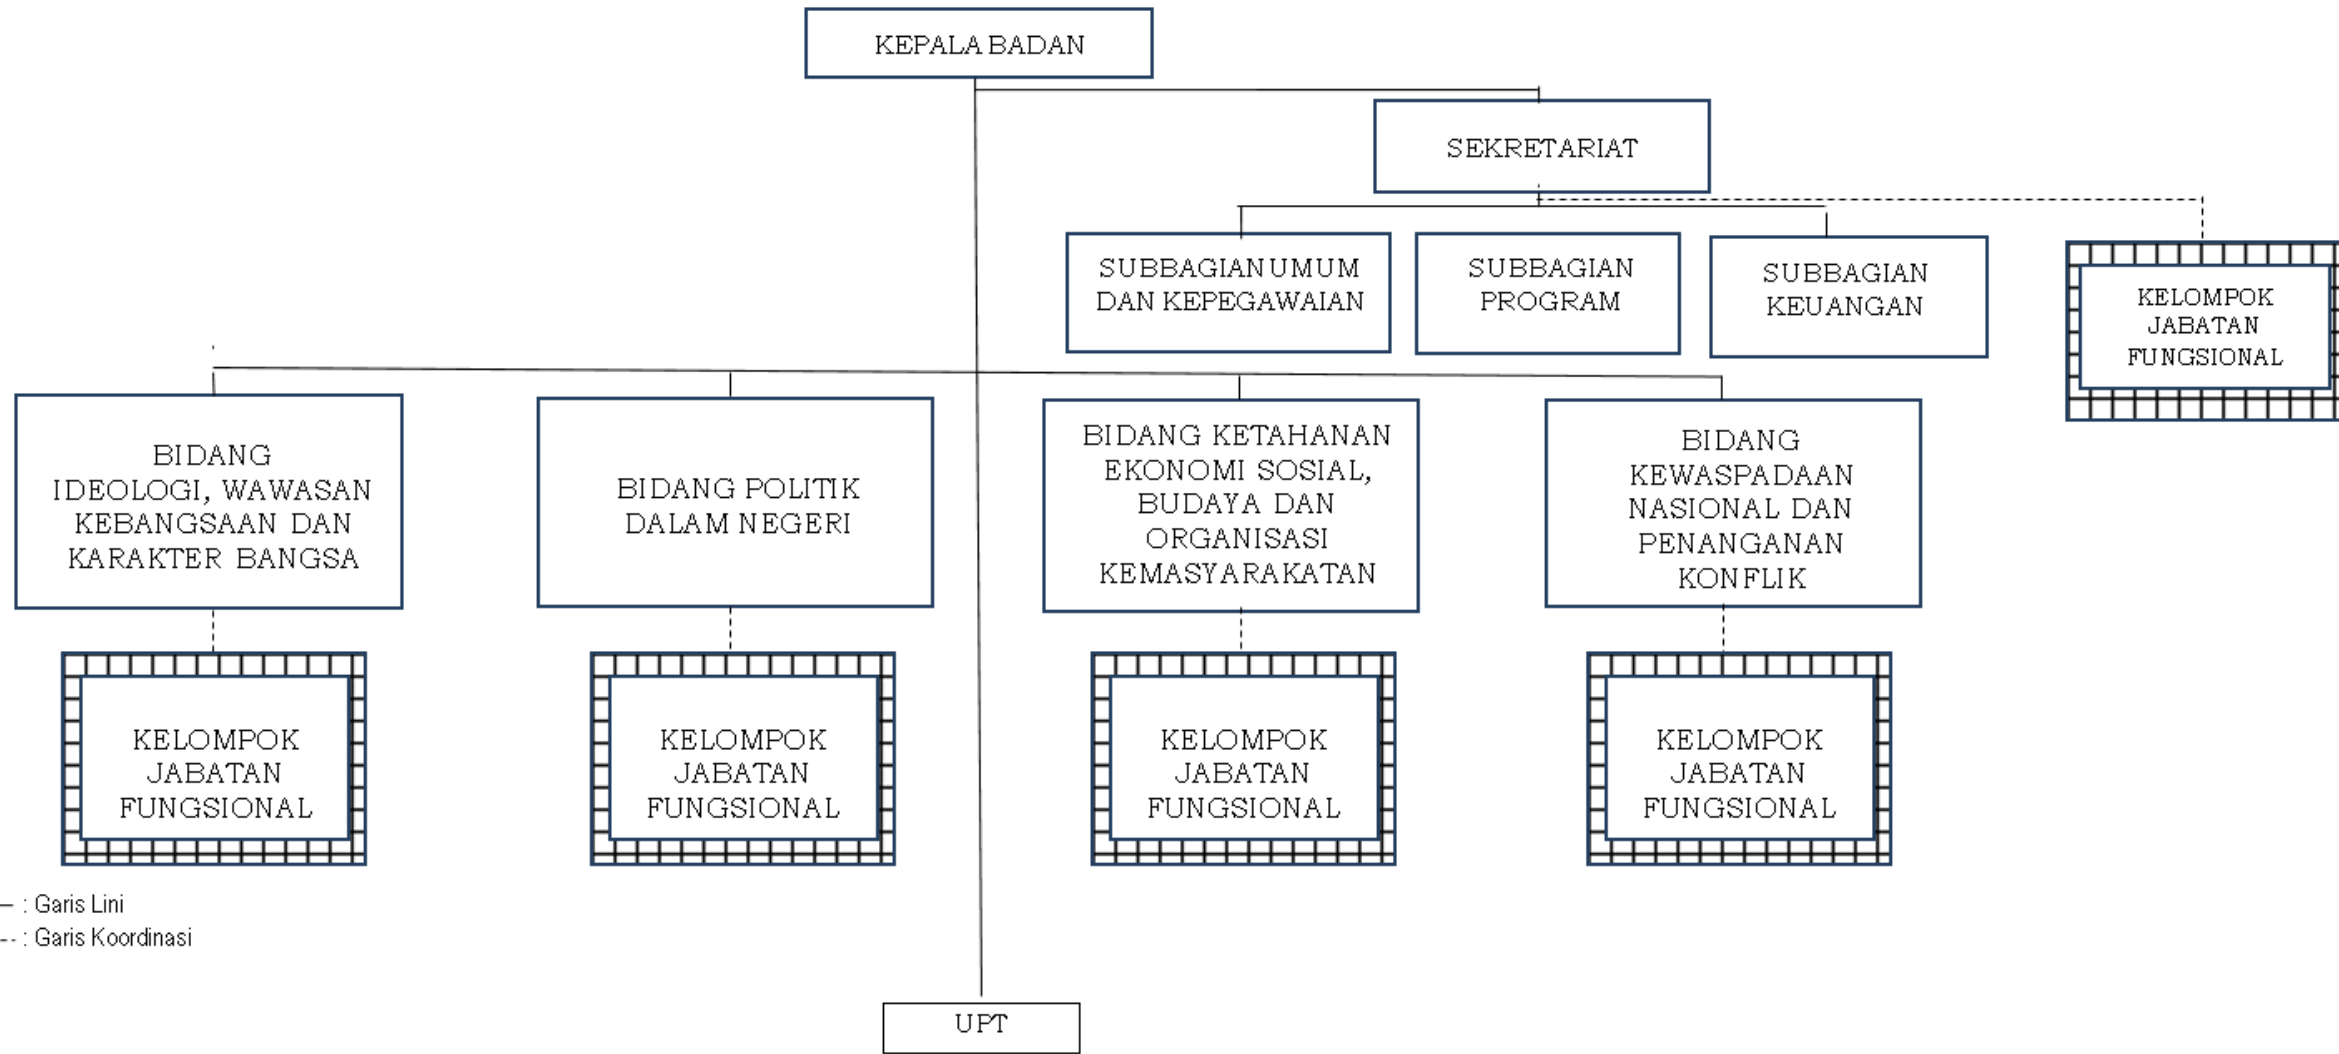 KEPALA BADAN
SEKRETARIAT
SUBBAGIAN UMUM
DAN KEPEGAWAIAN
SUBBAGIAN
PROGRAM
SUBBAGIAN
KEUANGAN
KELOMPOK
JABATAN
FUNGSIONAL
BIDANG
IDEOLOGI, WAWASAN
KEBANGSAAN DAN
KARAKTER BANGSA
BIDANG POLITIK
DALAM NEGERI
BIDANG KETAHANAN
EKONOMI SOSIAL,
BUDAYA DAN
ORGANISASI
KEMASYARAKATAN
BIDANG
KEWASPADAAN
NASIONAL DAN
PENANGANAN
KONFLIK
KELOMPOK
JABATAN
FUNGSIONAL
KELOMPOK
JABATAN
FUNGSIONAL
KELOMPOK
JABATAN
FUNGSIONAL
KELOMPOK
JABATAN
FUNGSIONAL
: Garis Lini
: Garis Koordinasi
UPT